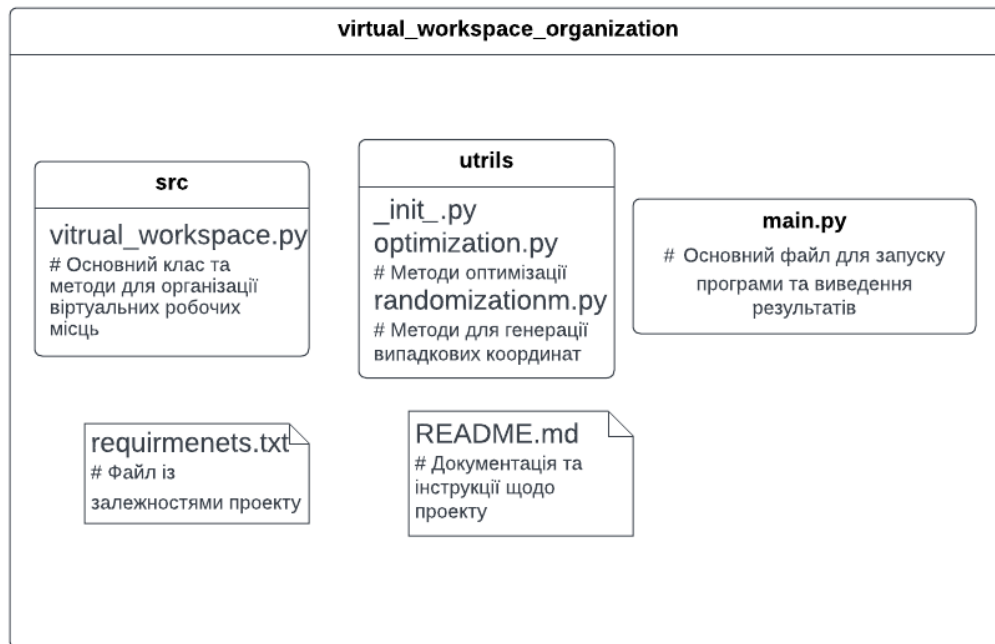 virtual_workspace_organization
src
vitrual_workspace.py
# Основний клас та
методи для організації
віртуальних робочих
місць
utrils
_init_.py
optimization.py
# Методи оптимізації
randomizationm.py
# Методи для генерації
випадкових координат
main.py
# Основний файл для запуску
програми та виведення
результатів
requirmenets.txt
# Файл із
залежностями проекту
README.md
# Документація та
інструкції щодо
проекту